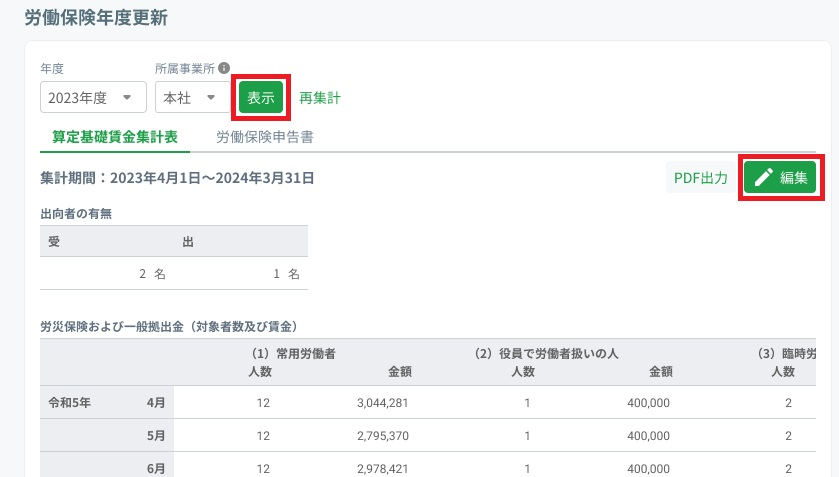 労働保険年度更新
年度 所属事業所
2023年度 本社 表示 再集計
算定基礎賃金集計表 労働保険申告書
集計期間：2023年4月1日～2024年3月31日 PDF出力 編集
出向者の有無
受 出
2 名 1 名
労災保険および一般拠出金（対象者数及び賃金）
（1）常用労働者 （2）役員で労働者扱いの人 （3）臨時労
人数 金額 人数 金額 人数
令和5年 4月 12 3,044,281 1 400,000 2
5月 12 2,795,370 1 400,000 2
6月 12 2,978,421 1 400,000 2